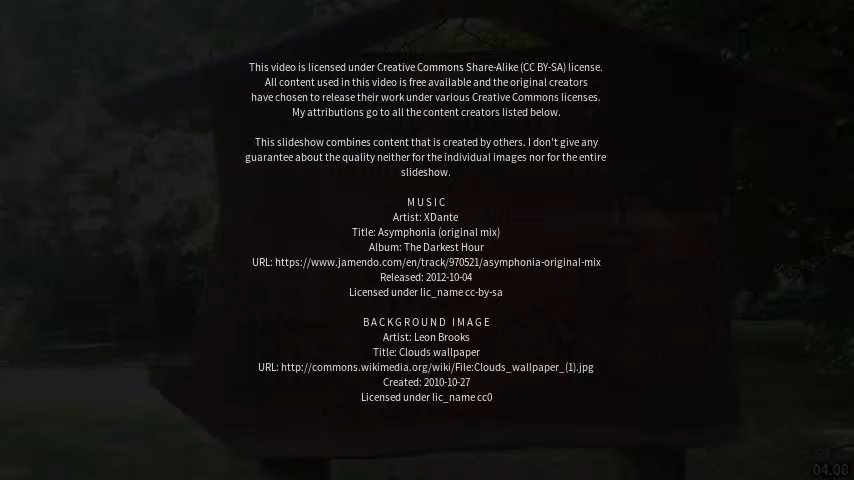 This video is licensed under Creative Commons Share-Alike (CC BY-SA) license.
All content used in this video is free available and the original creators
have chosen to release their work under various Creative Commons licenses.
My attributions go to all the content creators listed below.
This slideshow combines content that is created by others. I don't give any
guarantee about the quality neither for the individual images nor for the entire
slideshow.
MUSIC
Artist: XDante
Title: Asymphonia (original mix)
Album: The Darkest Hour
URL: https://www.jamendo.com/en/track/970521/asymphonia-original-mix
Released: 2012-10-04
Licensed under lic_name cc-by-sa
BACKGROUND IMAGE
Artist: Leon Brooks
Title: Clouds wallpaper
URL: http://commons.wikimedia.org/wiki/File:Clouds_wallpaper_(1).jpg
Created: 2010-10-27
Licensed under lic_name cc0
04.08